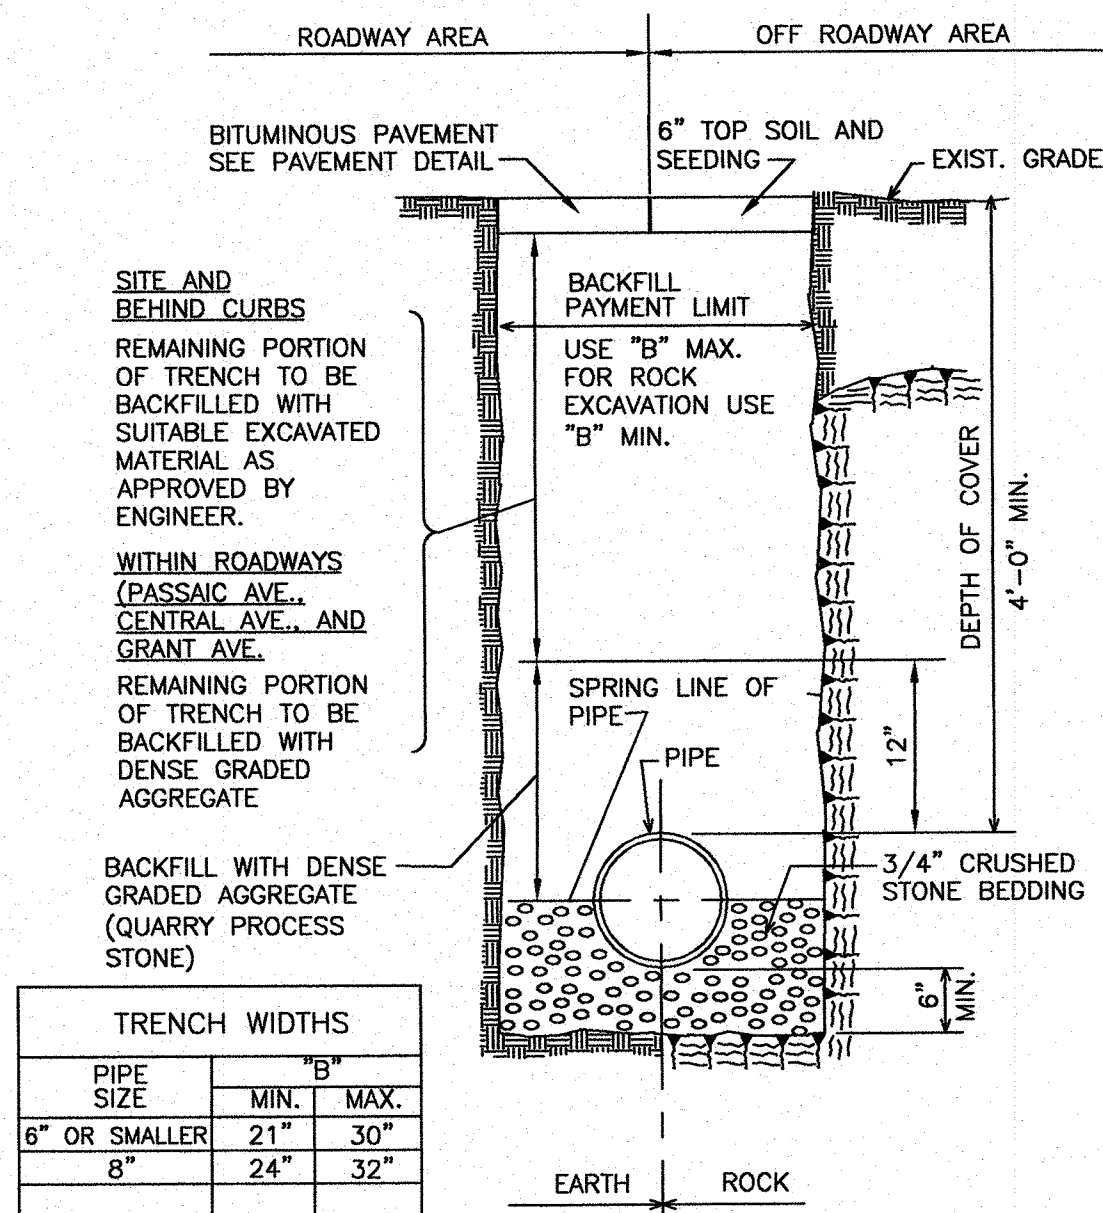 ROADWAY AREA
OFF ROADWAY AREA
BITUMINOUS PAVEMENT
SEE PAVEMENT DETAIL
6" TOP SOIL AND
SEEDING
EXIST. GRADE
SITE AND
BEHIND CURBS
REMAINING PORTION
OF TRENCH TO BE
BACKFILLED WITH
SUITABLE EXCAVATED
MATERIAL AS
APPROVED BY
ENGINEER.
WITHIN ROADWAYS
(PASSAIC AVE.,
CENTRAL AVE., AND
GRANT AVE.
REMAINING PORTION
OF TRENCH TO BE
BACKFILLED WITH
DENSE GRADED
AGGREGATE
BACKFILL WITH DENSE
GRADED AGGREGATE
(QUARRY PROCESS
STONE)
BACKFILL
PAYMENT LIMIT
USE "B" MAX.
FOR ROCK
EXCAVATION USE
"B" MIN.
SPRING LINE OF
PIPE
PIPE
DEPTH OF COVER
4'-0" MIN.
12"
3/4" CRUSHED
STONE BEDDING
6"
MIN.
TRENCH WIDTHS
PIPE
SIZE
"B"
MIN. MAX.
6" OR SMALLER 21" 30"
8" 24" 32"
EARTH
ROCK